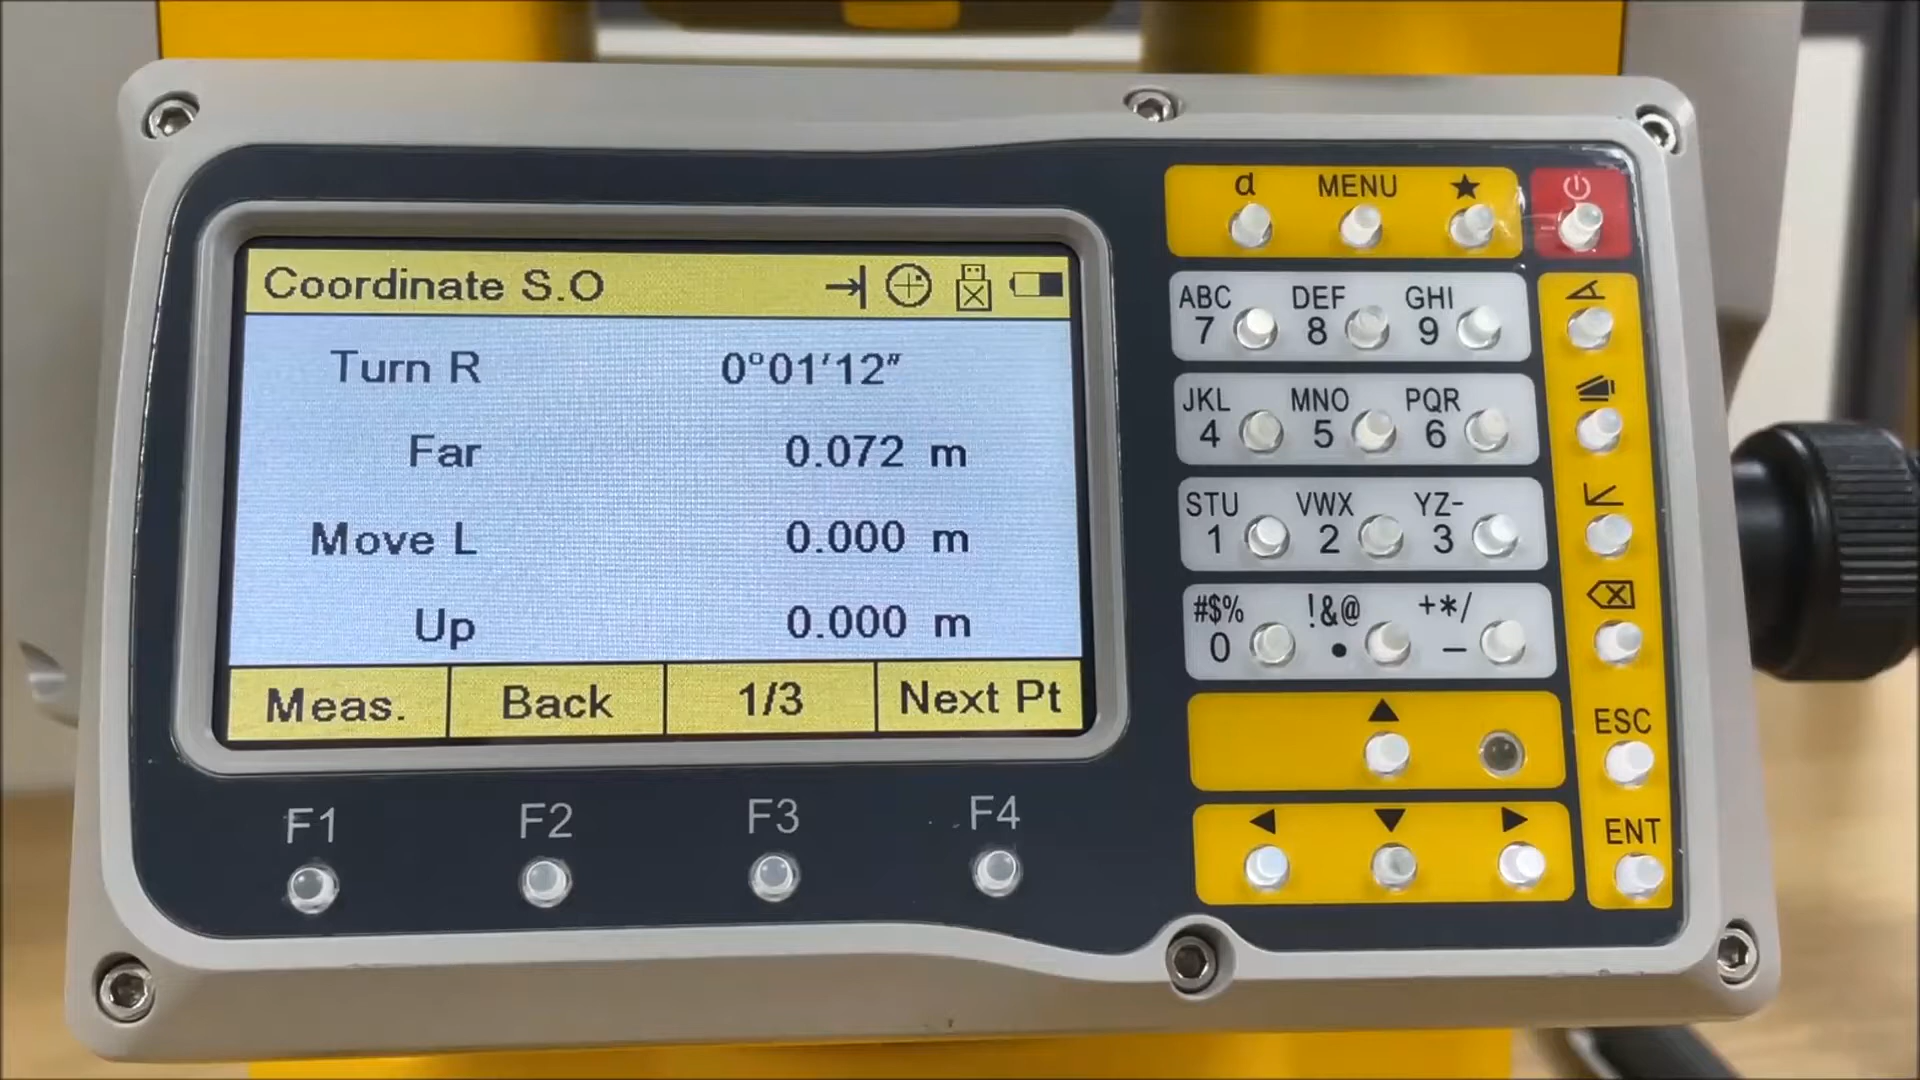 Coordinate S.O
Turn R 0°01'12"
Far 0.072 m
Move L 0.000 m
Up 0.000 m
Meas. Back 1/3 Next Pt
F1 F2 F3 F4
α MENU ★
ABC DEF GHI
7 8 9
JKL MNO PQR
4 5 6
STU VWX YZ-
1 2 3
#$% !&@ +*/
0 • −
ESC
ENT